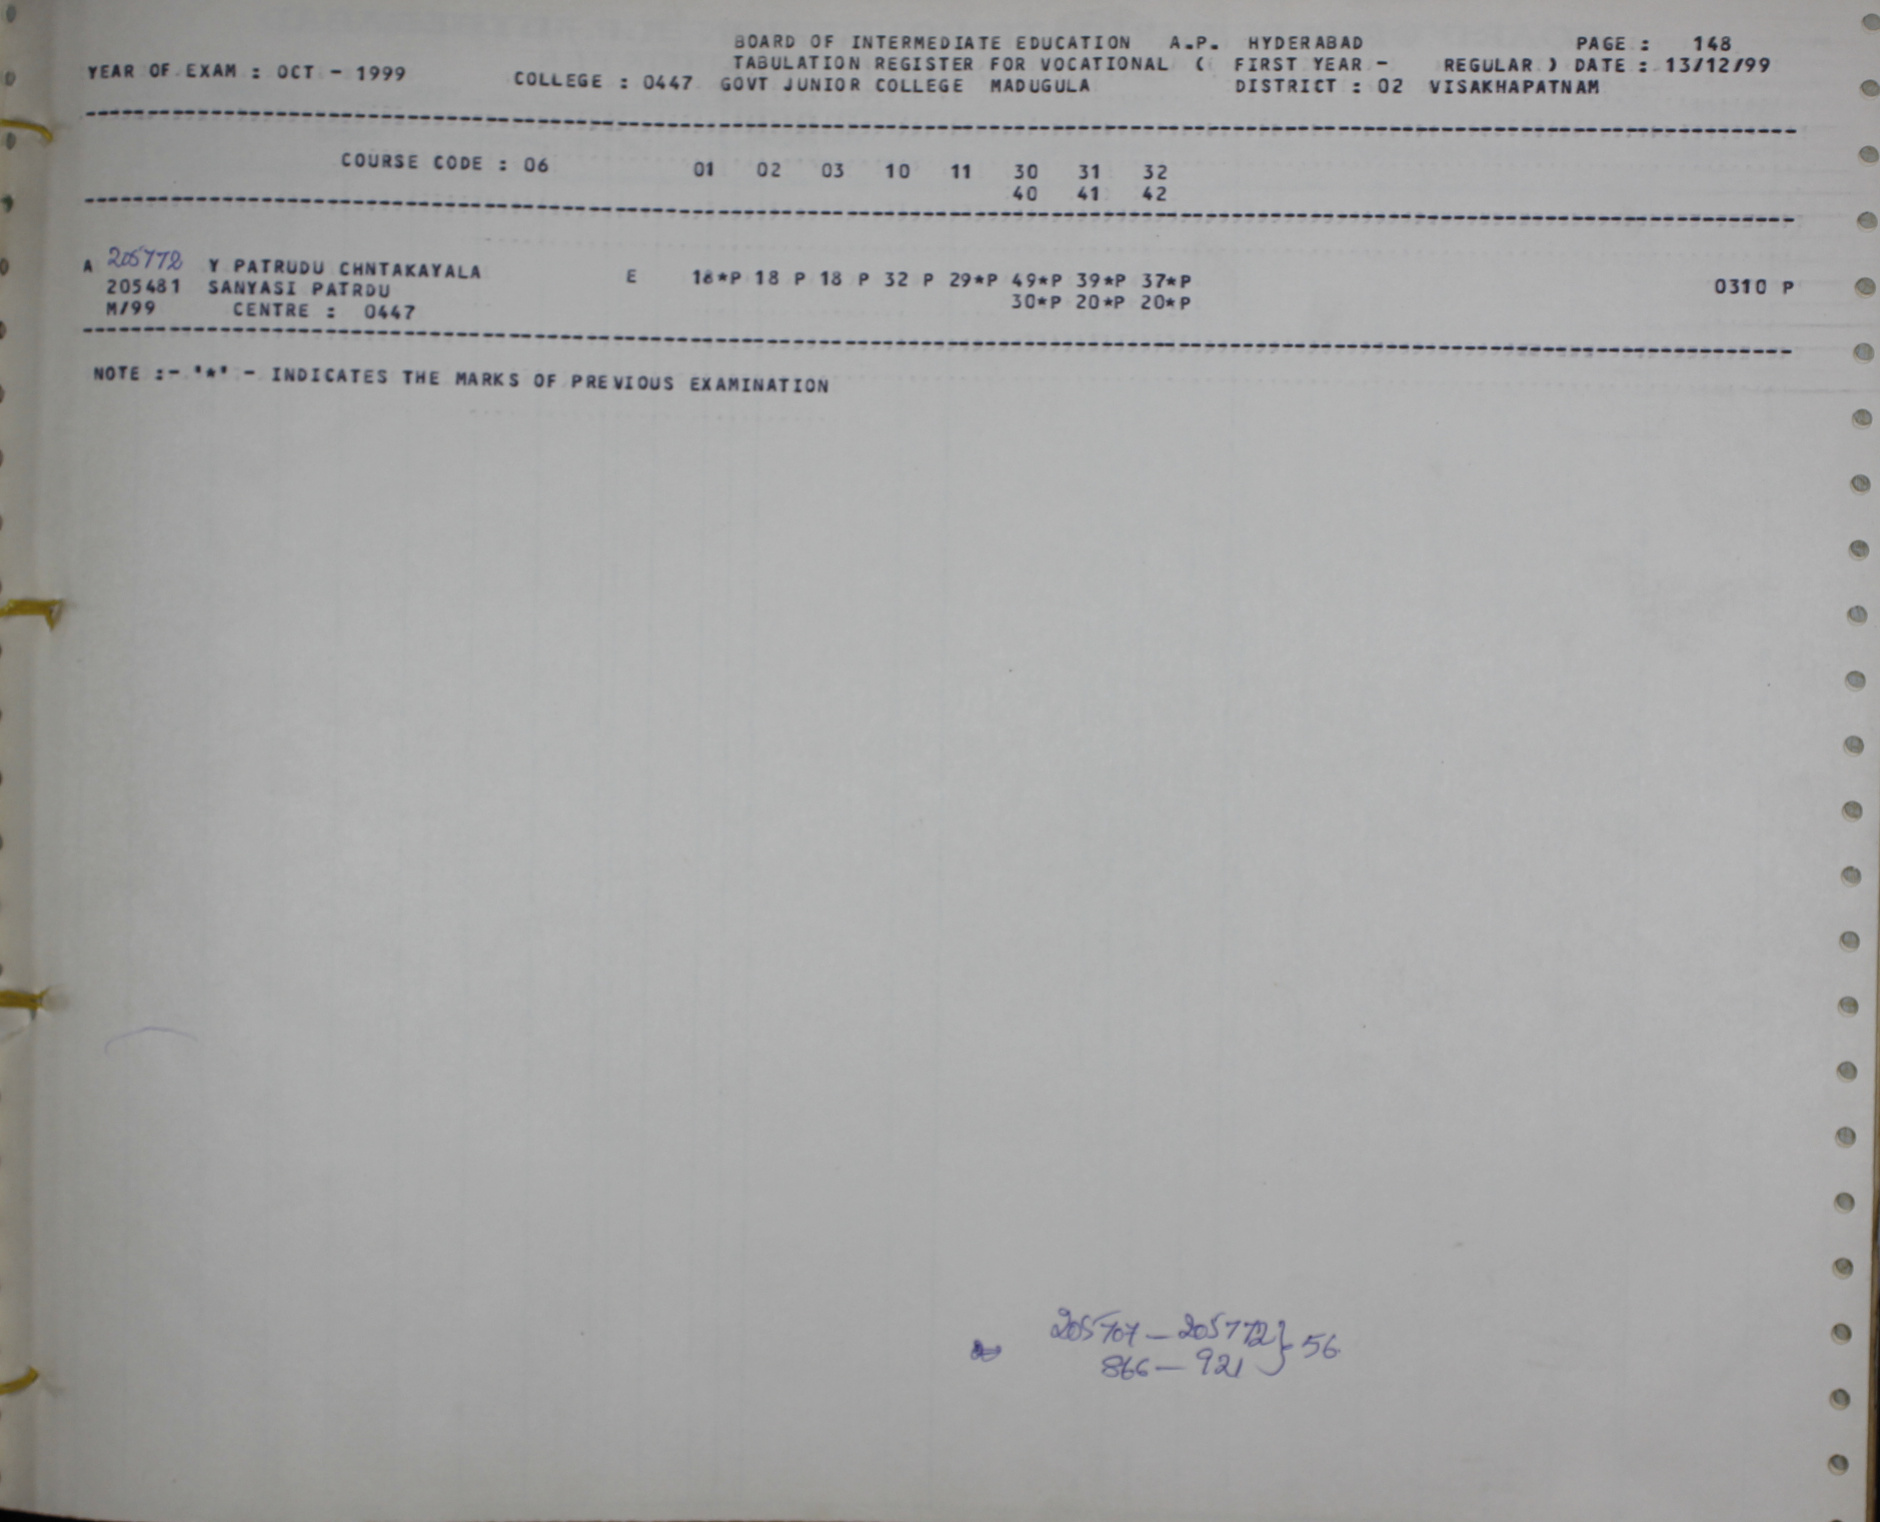 BOARD OF INTERMEDIATE EDUCATION A.P. HYDERABAD PAGE : 148
YEAR OF EXAM : OCT - 1999 TABULATION REGISTER FOR VOCATIONAL ( FIRST YEAR - REGULAR ) DATE : 13/12/99
COLLEGE : 0447 GOVT JUNIOR COLLEGE MADUGULA DISTRICT : 02 VISAKHAPATNAM
COURSE CODE : 06 01 02 03 10 11 30 31 32
40 41 42
A 205772 Y PATRUDU CHNTAKAYALA E 18*P 18 P 18 P 32 P 29*P 49*P 39*P 37*P 0310 P
205481 SANYASI PATRDU 30*P 20*P 20*P
M/99 CENTRE : 0447
NOTE :- '*' - INDICATES THE MARKS OF PREVIOUS EXAMINATION
205707 - 205772 } 56
866 - 921